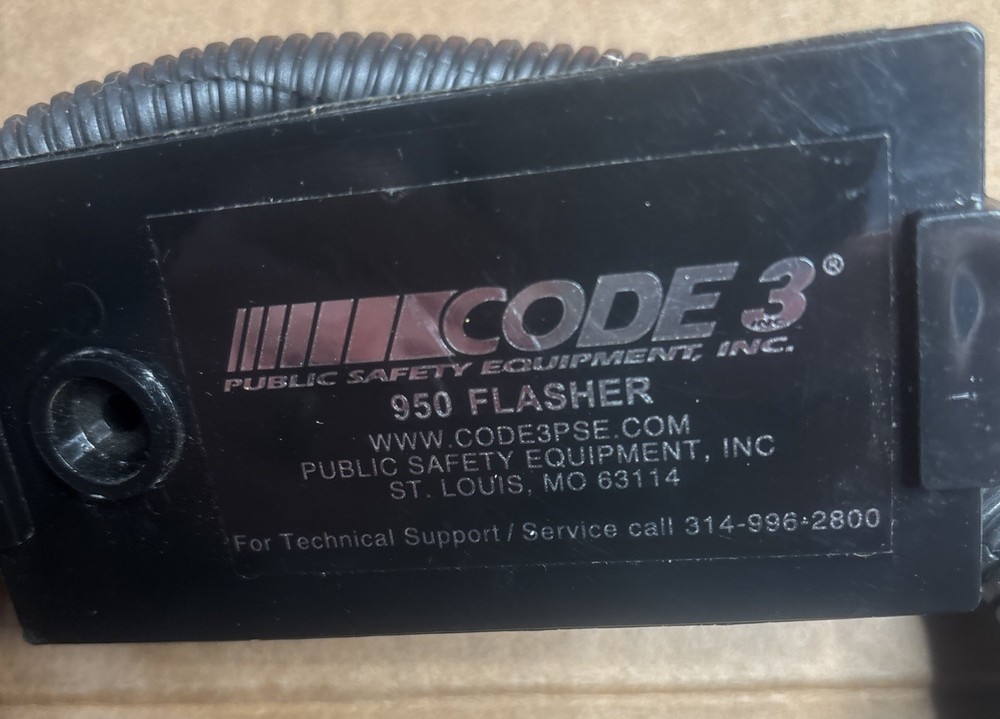 CODE 3®
INC.
PUBLIC SAFETY EQUIPMENT, INC.
950 FLASHER
WWW.CODE3PSE.COM
PUBLIC SAFETY EQUIPMENT, INC
ST. LOUIS, MO 63114
For Technical Support / Service call 314-996-2800